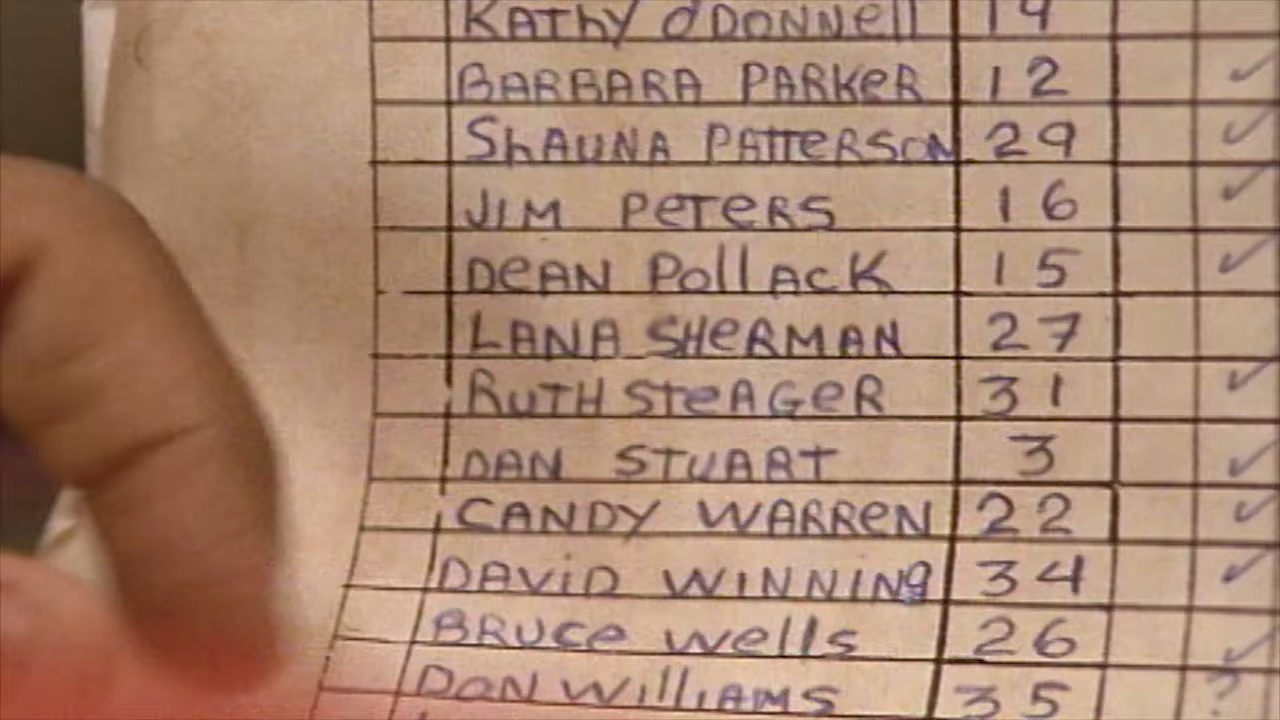 KATHY O'DONNEll 14
BARBARA PARKeR 12 ✓
ShAUNA PATTeRSON 29 ✓
JIM PeTeRS 16 ✓
DeAN PollACK 15 ✓
LANA SHeRMAN 27
RUTH STeAGeR 31 ✓
DAN STUART 3 ✓
CANDY WARReN 22 ✓
DAViD WINNINg 34 ✓
BRUCe Wells 26 ✓
DON WilliAMS 35 ?